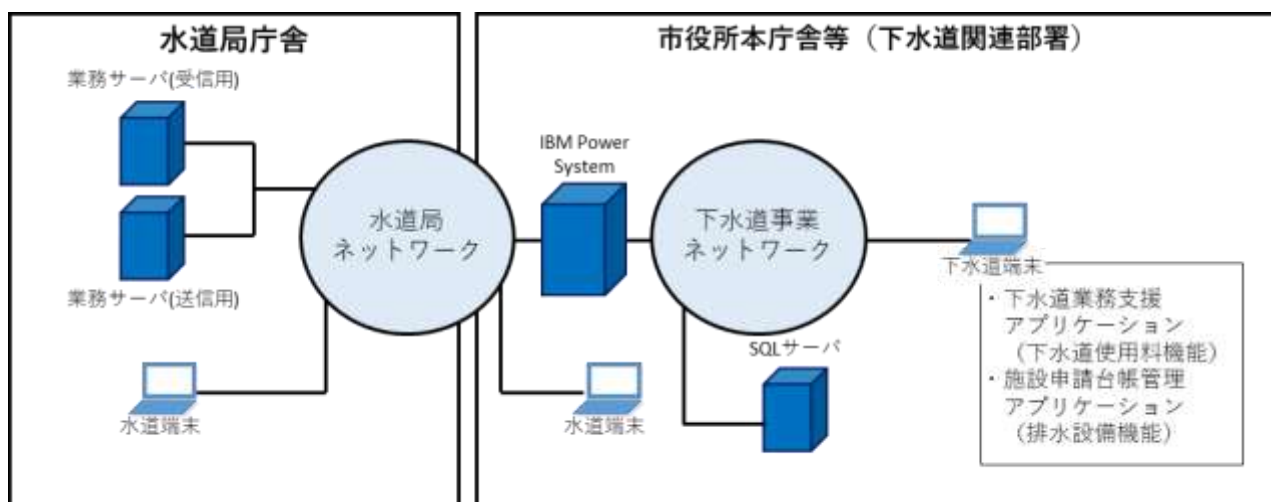 水道局庁舎
業務サーバ(受信用)
業務サーバ(送信用)
水道端末
水道局
ネットワーク
市役所本庁舎等（下水道関連部署）
IBM Power
System
下水道事業
ネットワーク
水道端末
SQLサーバ
下水道端末
・下水道業務支援
アプリケーション
（下水道使用料機能）
・施設申請台帳管理
アプリケーション
（排水設備機能）